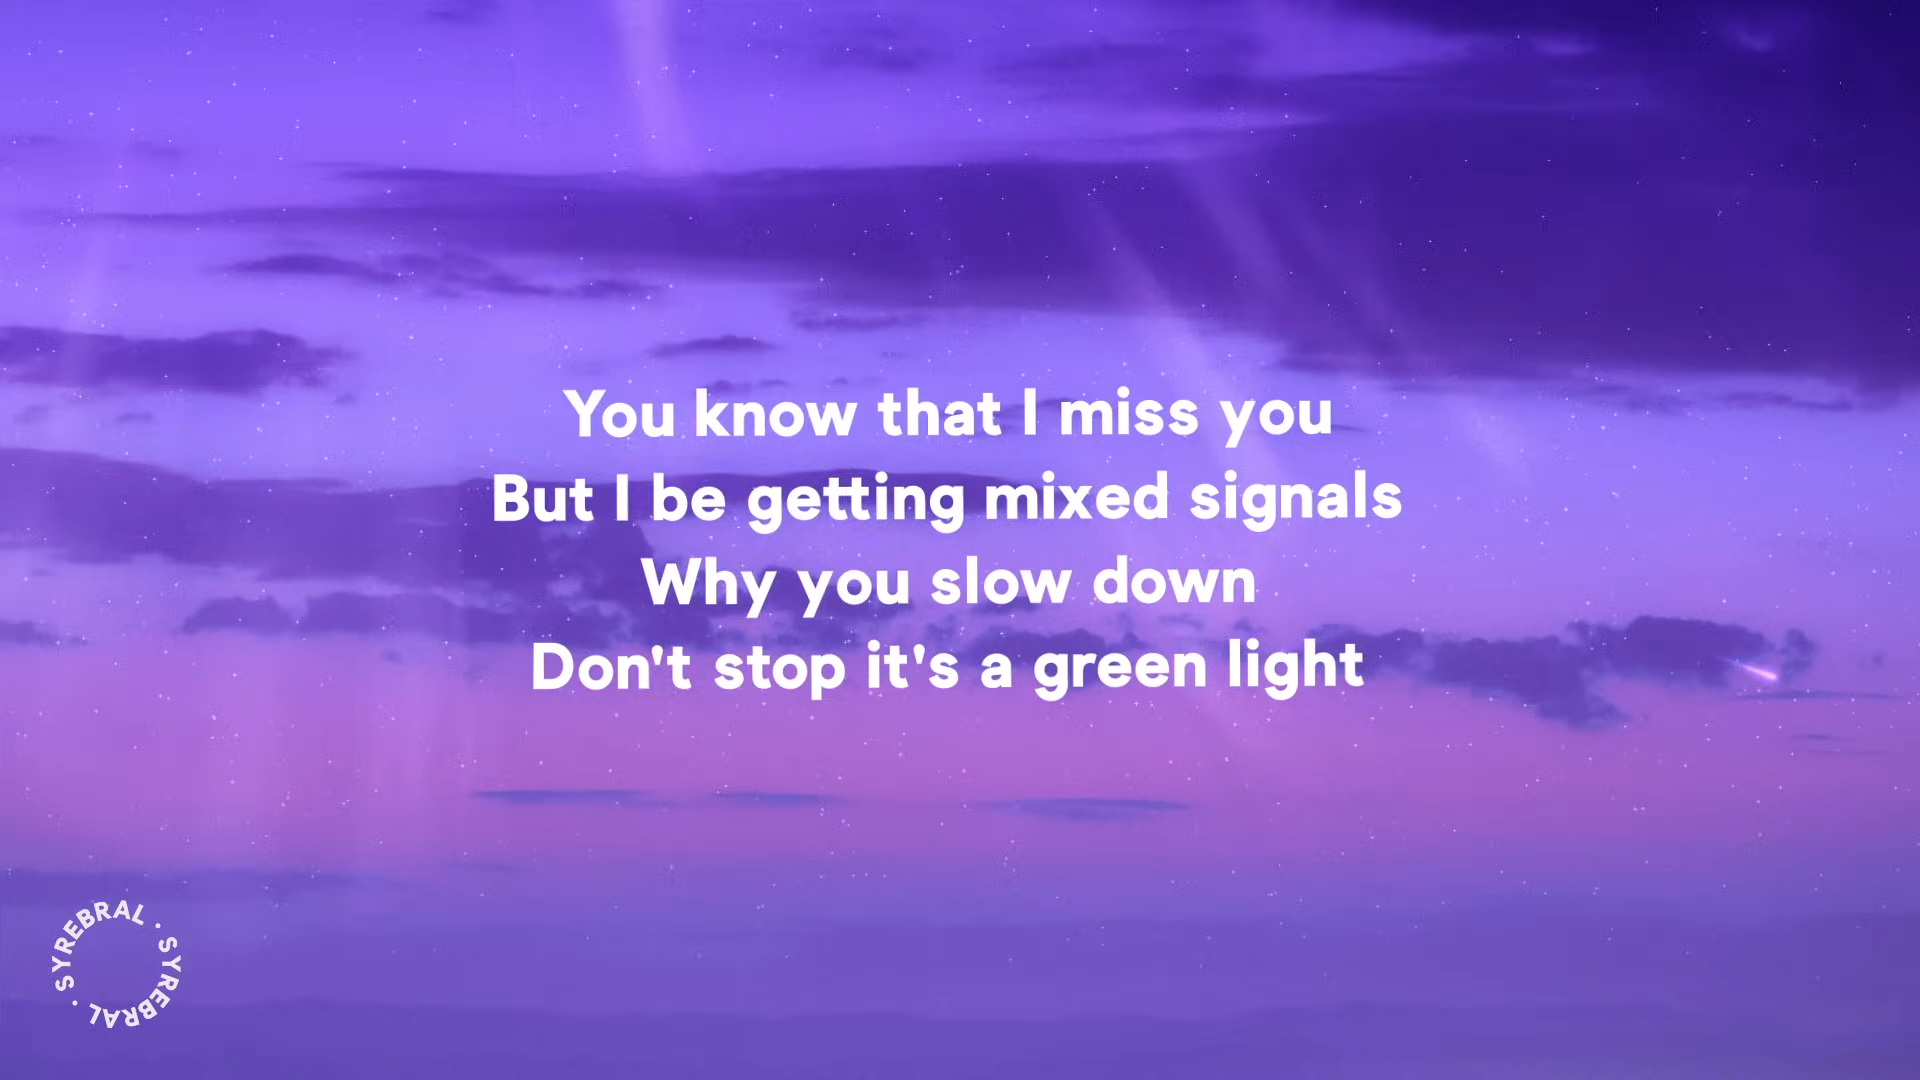 You know that I miss you
But I be getting mixed signals
Why you slow down
Don't stop it's a green light
SYREBRAL · SYREBRAL ·